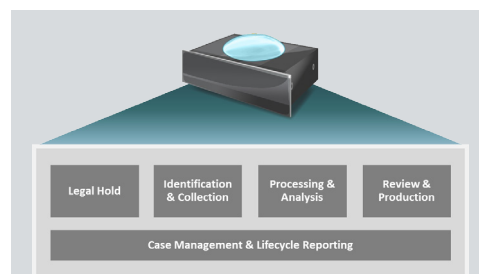 Legal Hold
Identification
& Collection
Processing &
Analysis
Review &
Production
Case Management & Lifecycle Reporting